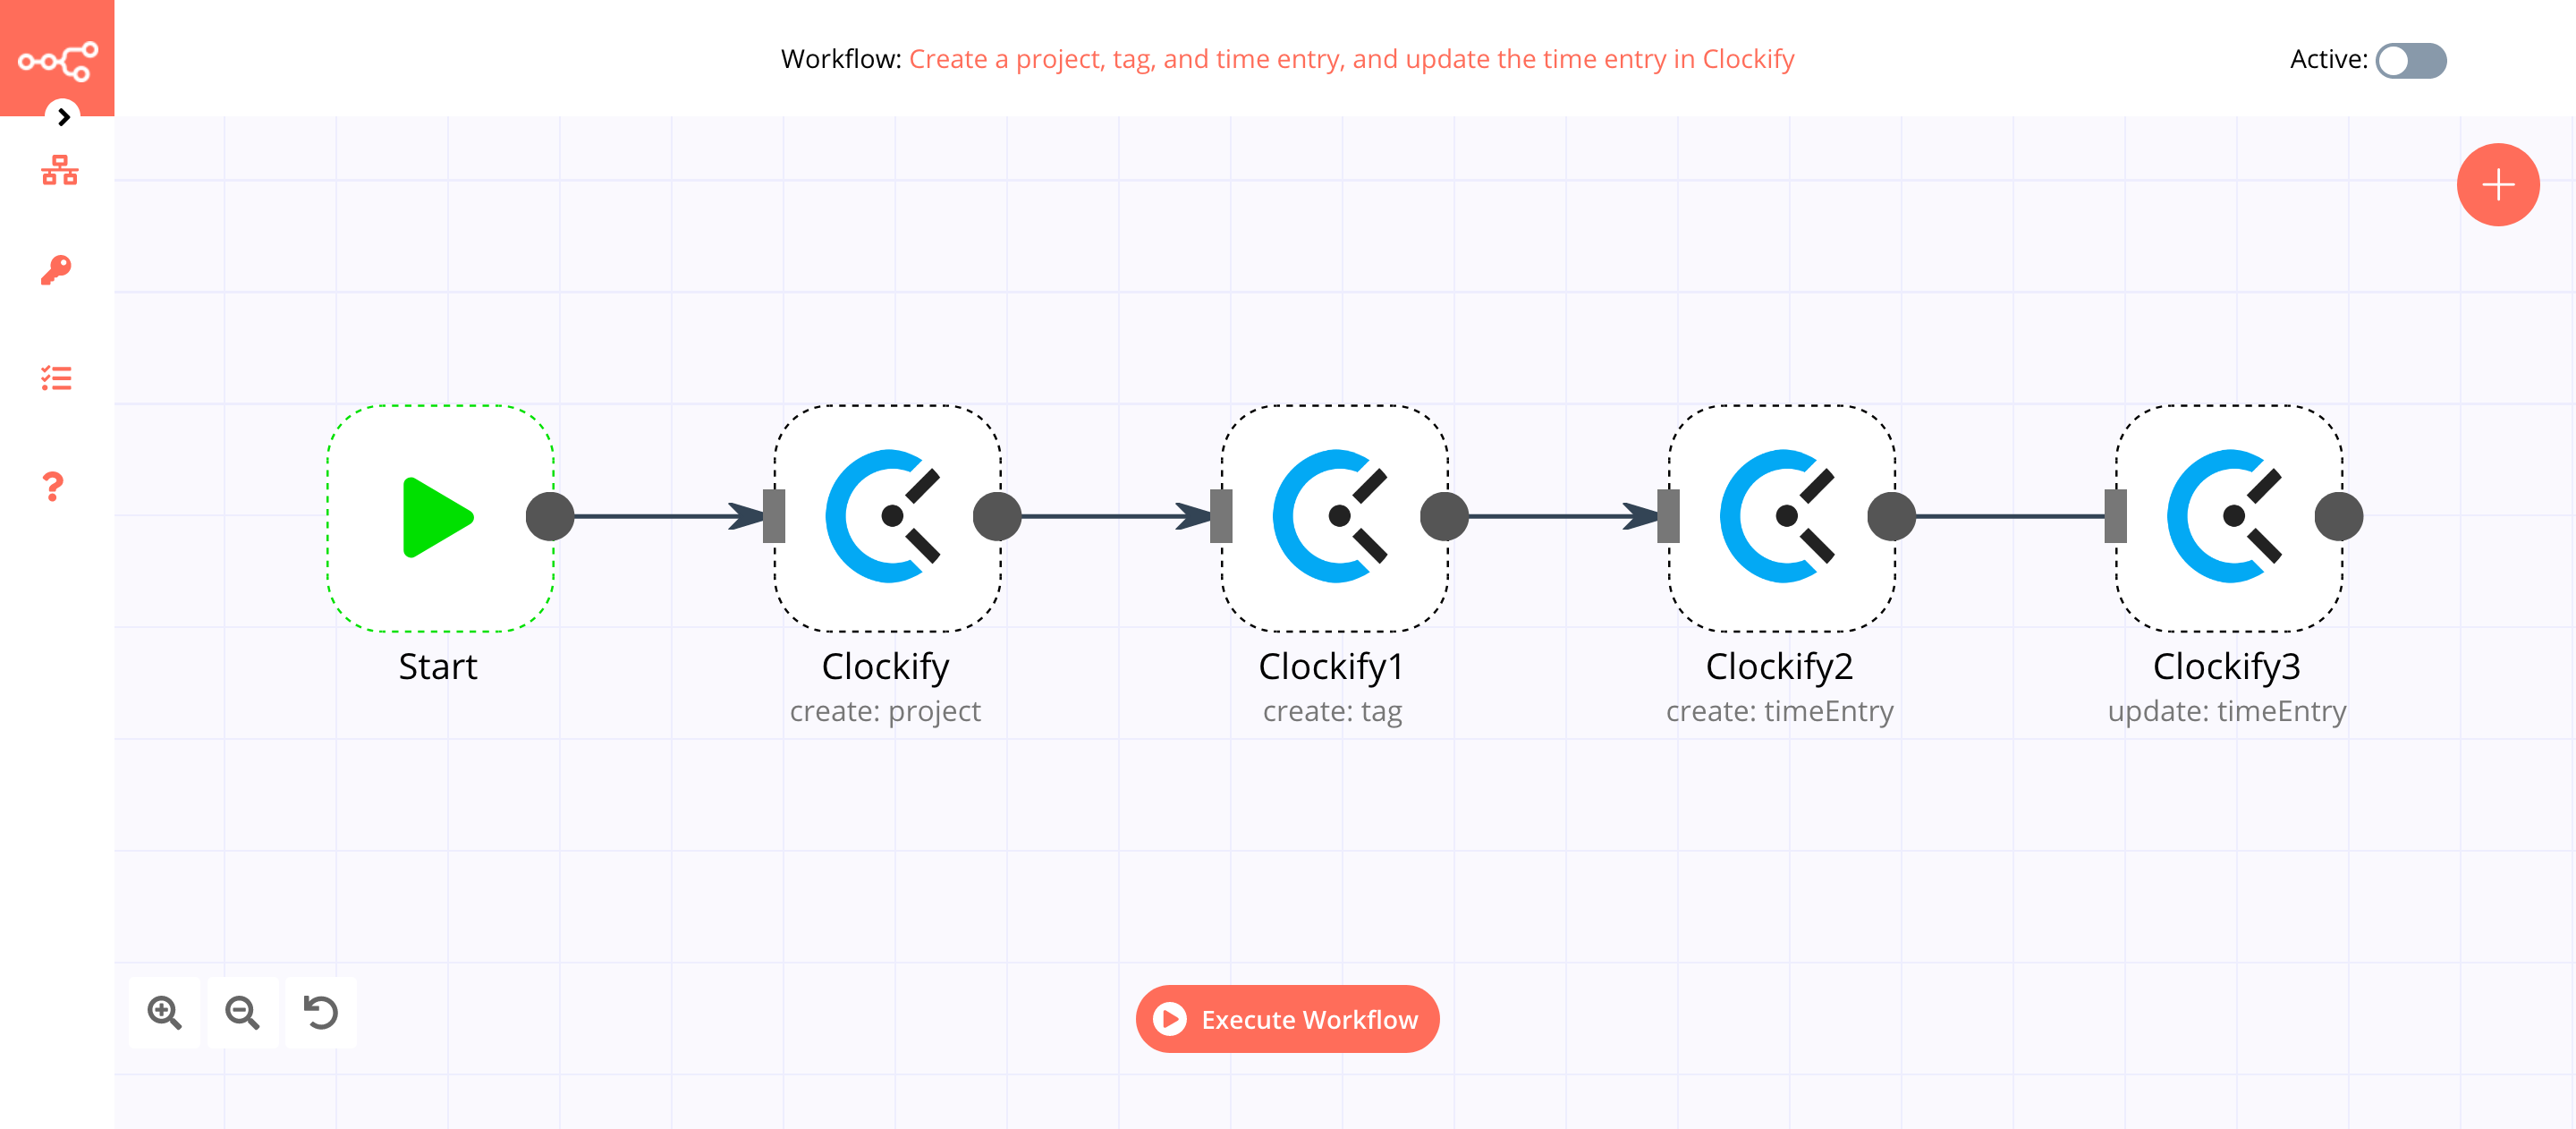 Workflow: Create a project, tag, and time entry, and update the time entry in Clockify
Active:
Start
Clockify
create: project
Clockify1
create: tag
Clockify2
create: timeEntry
Clockify3
update: timeEntry
Execute Workflow